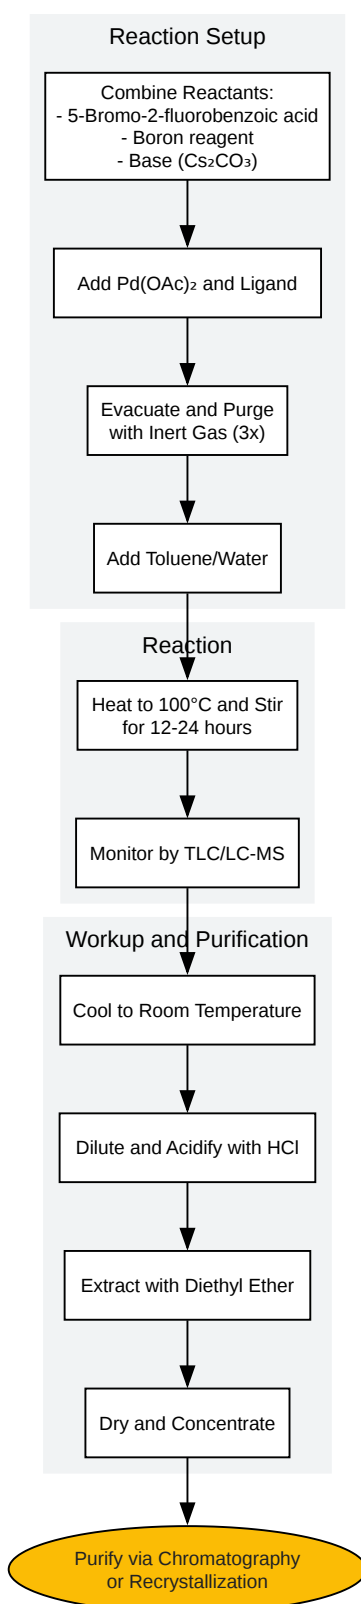 Reaction Setup
Combine Reactants:
- 5-Bromo-2-fluorobenzoic acid
- Boron reagent
- Base (Cs₂CO₃)
Add Pd(OAc)₂ and Ligand
Evacuate and Purge
with Inert Gas (3x)
Add Toluene/Water
Reaction
Heat to 100°C and Stir
for 12-24 hours
Monitor by TLC/LC-MS
Workup and Purification
Cool to Room Temperature
Dilute and Acidify with HCl
Extract with Diethyl Ether
Dry and Concentrate
Purify via Chromatography
or Recrystallization